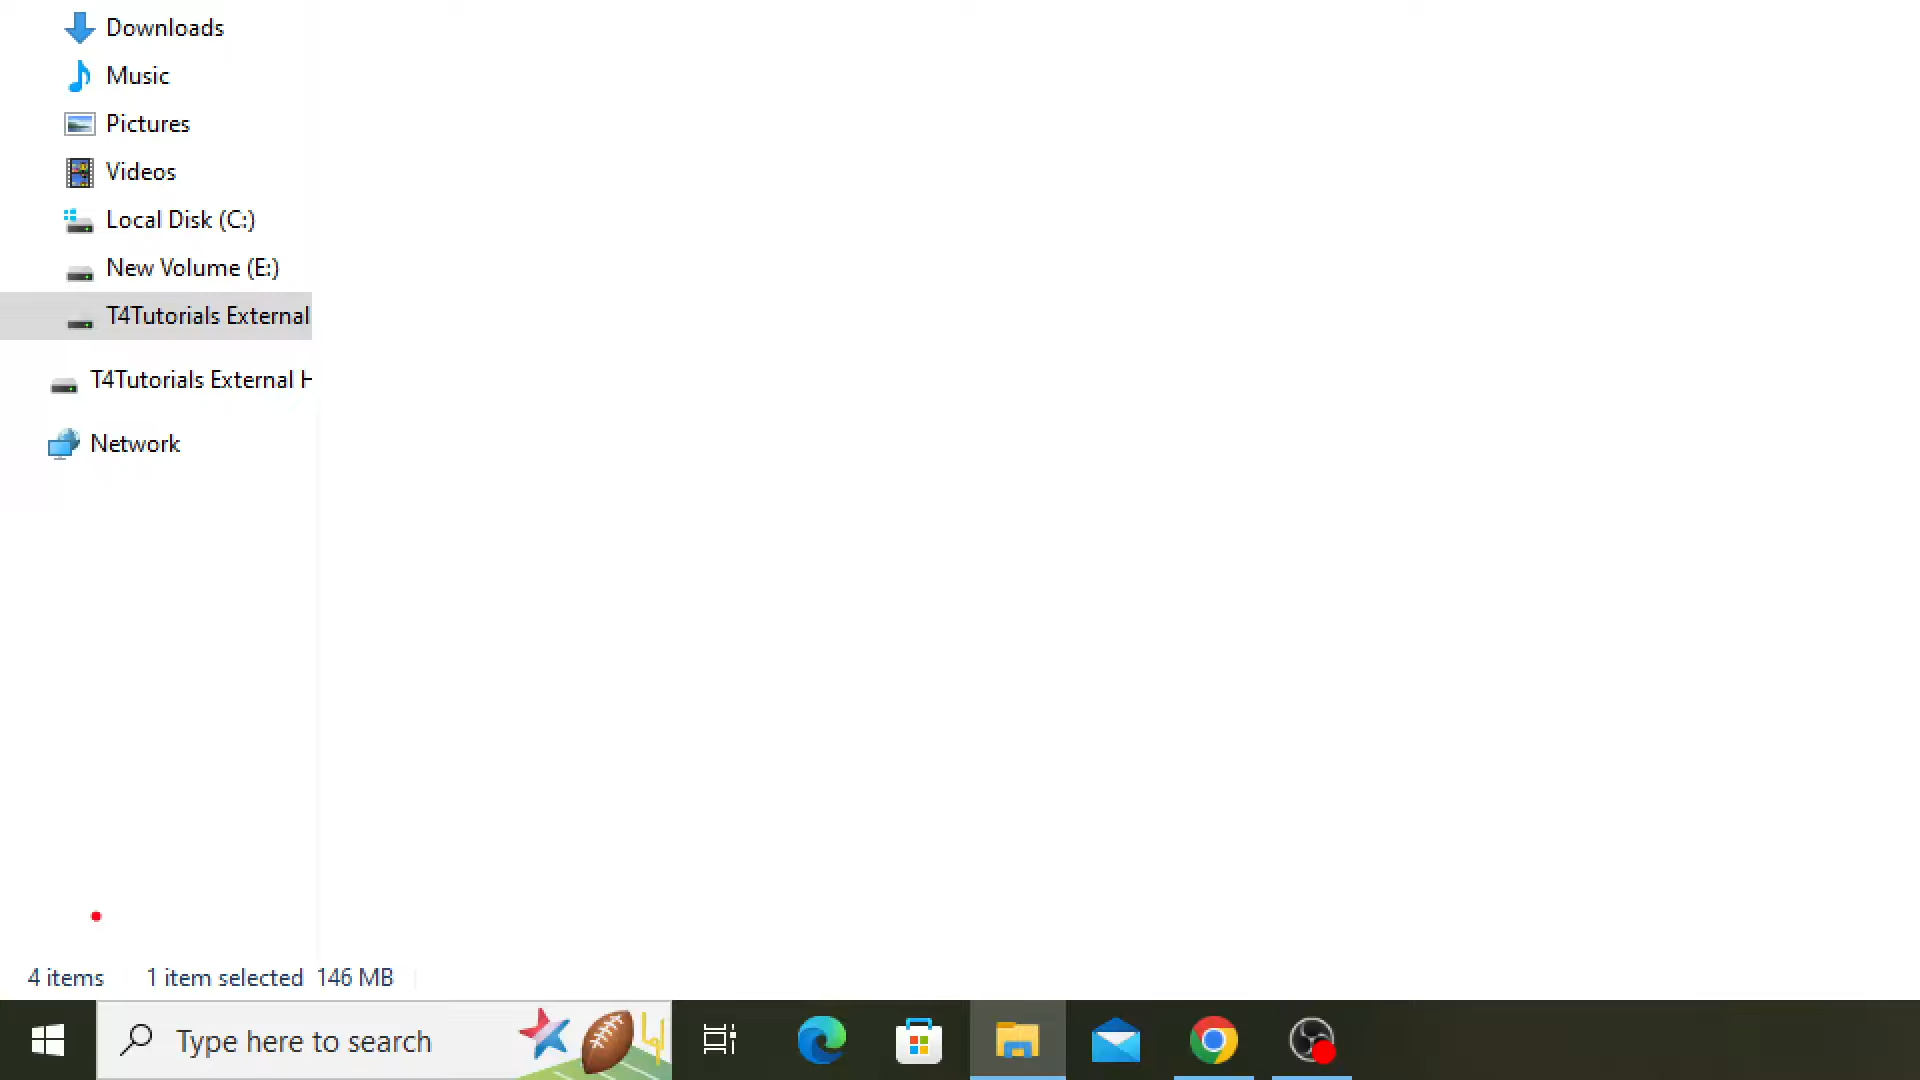 Downloads
Music
Pictures
Videos
Local Disk (C:)
New Volume (E:)
T4Tutorials External
T4Tutorials External H
Network
4 items 1 item selected 146 MB
Type here to search